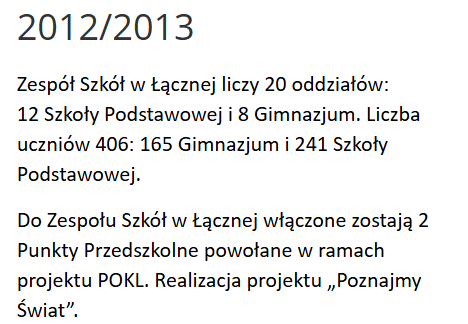 2012/2013
Zespół Szkół w Łącznej liczy 20 oddziałów:
12 Szkoły Podstawowej i 8 Gimnazjum. Liczba
uczniów 406: 165 Gimnazjum i 241 Szkoły
Podstawowej.
Do Zespołu Szkół w Łącznej włączone zostają 2
Punkty Przedszkolne powołane w ramach
projektu POKL. Realizacja projektu „Poznajmy
Świat”.